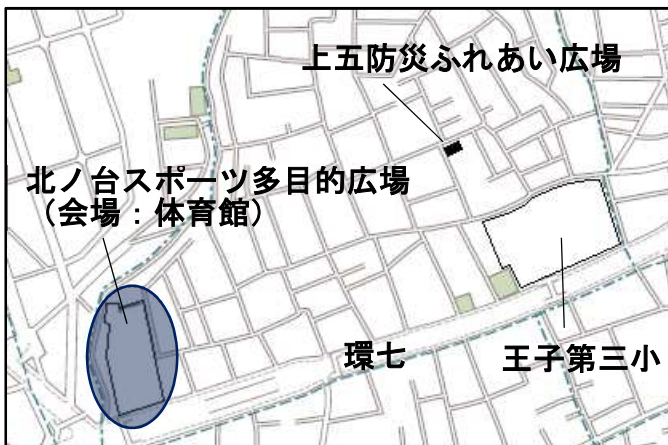 上五防災ふれあい広場
北ノ台スポーツ多目的広場
（会場：体育館）
環七
王子第三小